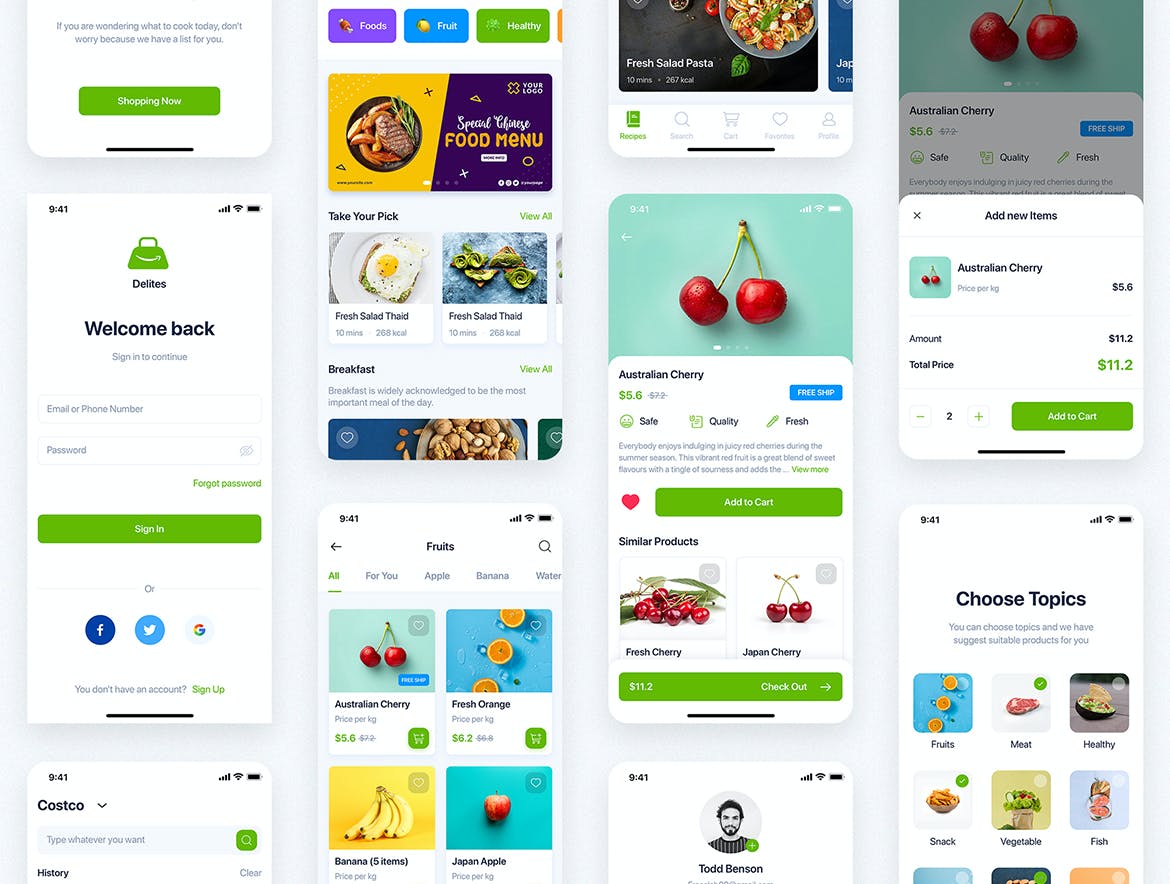 If you are wondering what to cook today, don't
worry because we have a list for you.
Shopping Now
9:41
Delites
Welcome back
Sign in to continue
Email or Phone Number
Password
Forgot password
Sign In
Or
You don't have an account? Sign Up
9:41
Costco
Type whatever you want
History Clear
Foods Fruit Healthy
YOUR
LOGO
Special Chinese
FOOD MENU
MORE INFO
www.yoursite.com
@yourpage
Take Your Pick View All
Fresh Salad Thaid Fresh Salad Thaid
10 mins 268 kcal 10 mins 268 kcal
Breakfast View All
Breakfast is widely acknowledged to be the most
important meal of the day.
9:41
Fruits
All For You Apple Banana Water
FREE SHIP
Australian Cherry Fresh Orange
Price per kg Price per kg
$5.6 $7.2 $6.2 $6.8
Banana (5 items) Japan Apple
Price per kg Price per kg
Fresh Salad Pasta Jap
10 mins 267 kcal 10 m
Recipes Search Cart Favorites Profile
9:41
Australian Cherry
$5.6 $7.2 FREE SHIP
Safe Quality Fresh
Everybody enjoys indulging in juicy red cherries during the
summer season. This vibrant red fruit is a great blend of sweet
flavours with a tingle of sourness and adds the ... View more
Add to Cart
Similar Products
Fresh Cherry Japan Cherry
$11.2 Check Out
9:41
Todd Benson
Australian Cherry
$5.6 $7.2 FREE SHIP
Safe Quality Fresh
Everybody enjoys indulging in juicy red cherries during the
summer season. This vibrant red fruit is a great blend of sweet
Add new Items
Australian Cherry
Price per kg $5.6
Amount $11.2
Total Price $11.2
2 Add to Cart
9:41
Choose Topics
You can choose topics and we have
suggest suitable products for you
Fruits Meat Healthy
Snack Vegetable Fish